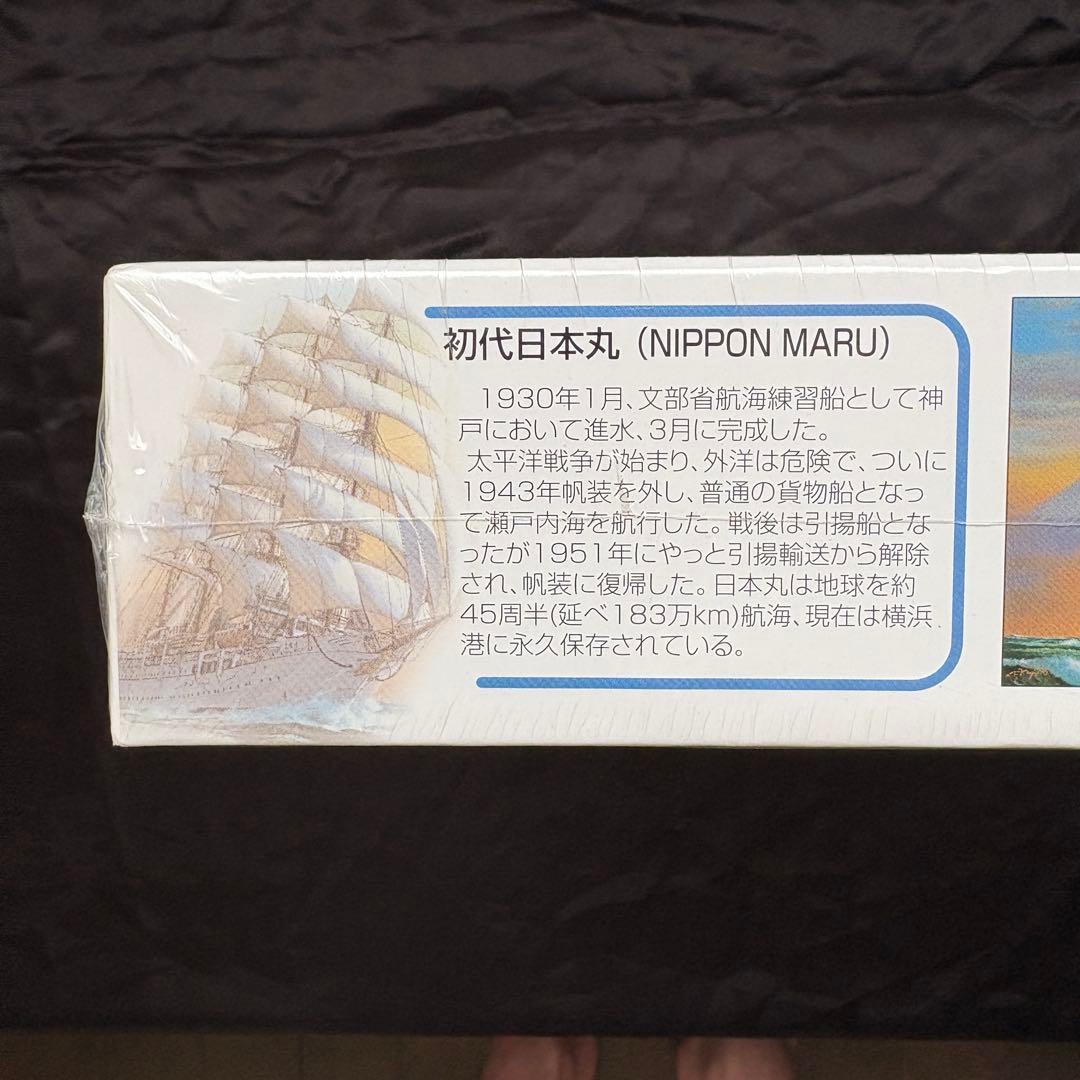 初代日本丸（NIPPON MARU）
1930年1月、文部省航海練習船として神
戸において進水、3月に完成した。
太平洋戦争が始まり、外洋は危険で、ついに
1943年帆装を外し、普通の貨物船となっ
て瀬戸内海を航行した。戦後は引揚船とな
ったが1951年にやっと引揚輸送から解除
され、帆装に復帰した。日本丸は地球を約
45周半(延べ183万km)航海、現在は横浜
港に永久保存されている。